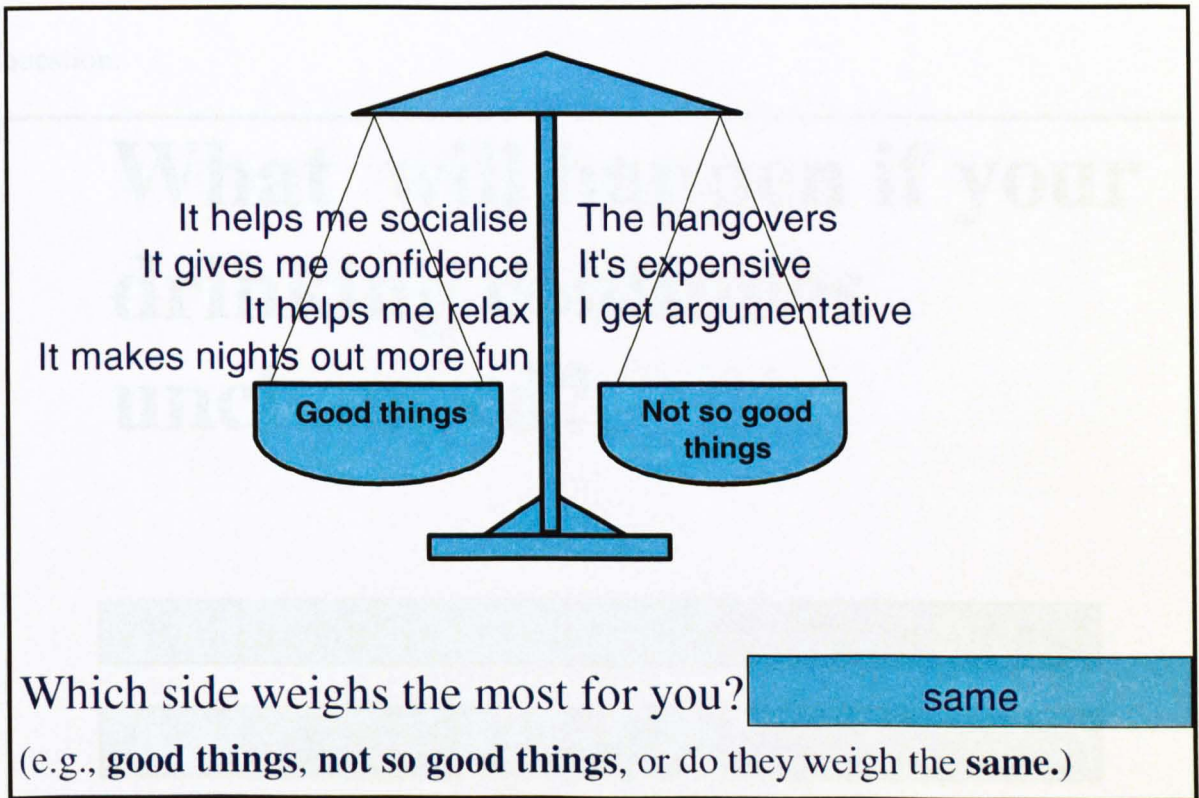 It helps me socialise
It gives me confidence
It helps me relax
It makes nights out more fun
Good things
The hangovers
It's expensive
I get argumentative
Not so good
things
Which side weighs the most for you? same
(e.g., good things, not so good things, or do they weigh the same.)